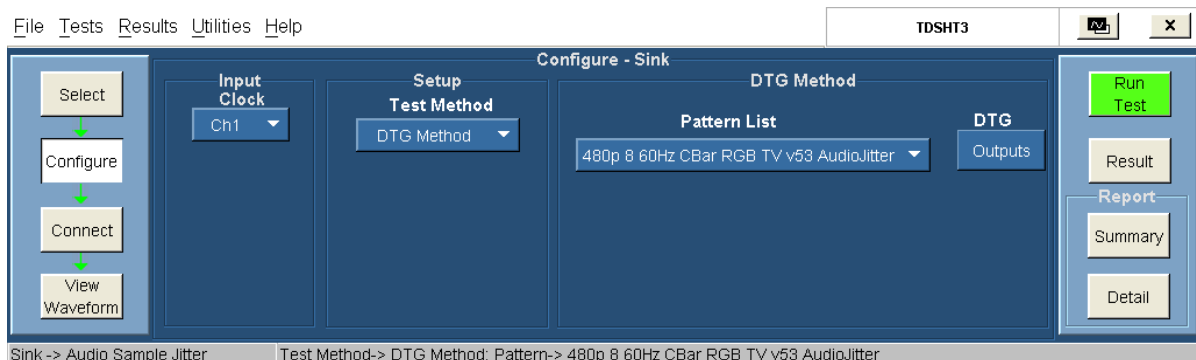 File Tests Results Utilities Help
TDSHT3
x
Configure - Sink
Select
Configure
Connect
View
Waveform
Input
Clock
Ch1
Setup
Test Method
DTG Method
DTG Method
Pattern List
480p 8 60Hz CBar RGB TV v53 AudioJitter
DTG
Outputs
Run
Test
Result
Report
Summary
Detail
Sink -> Audio Sample Jitter
Test Method-> DTG Method: Pattern-> 480p 8 60Hz CBar RGB TV v53 AudioJitter